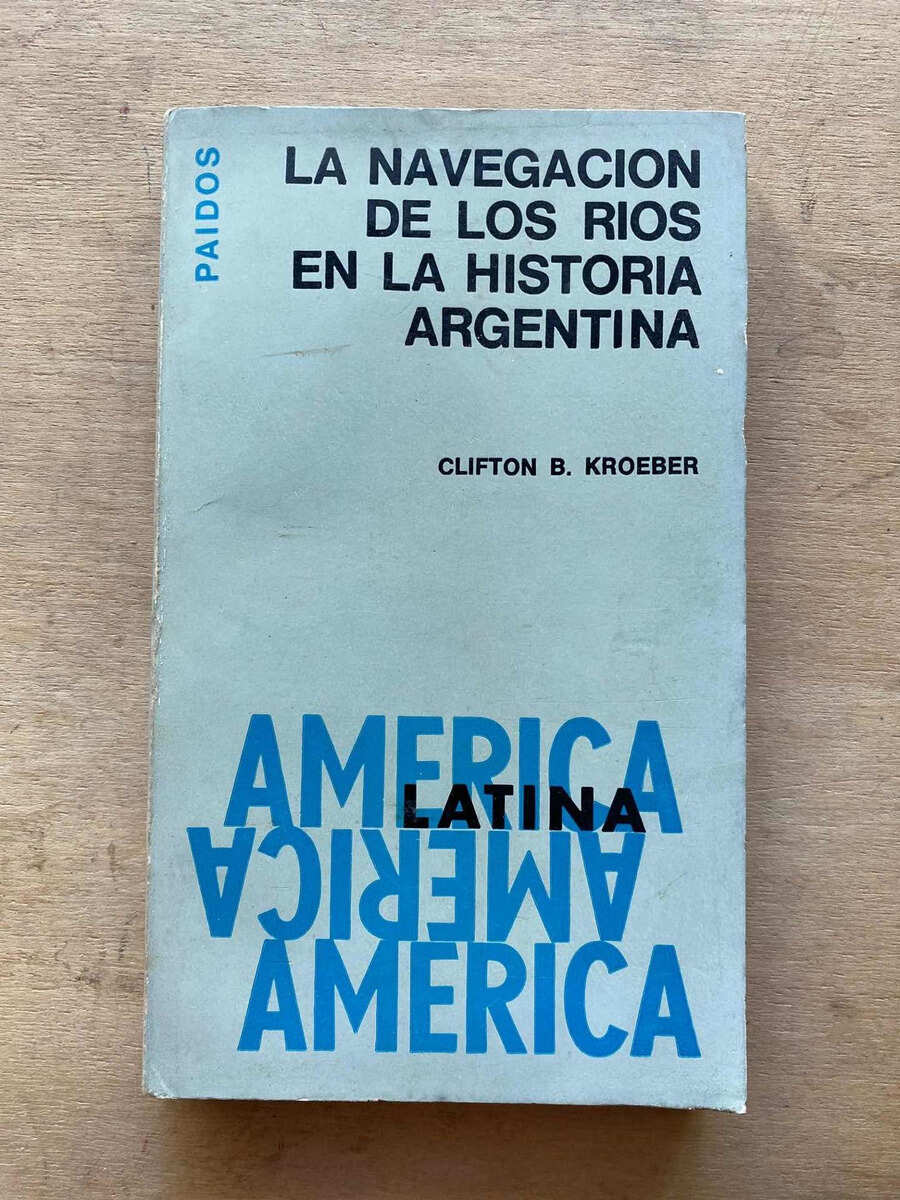 PAIDOS
LA NAVEGACION
DE LOS RIOS
EN LA HISTORIA
ARGENTINA
CLIFTON B. KROEBER
AMERICA
LATINA
AMERICA
AMERICA